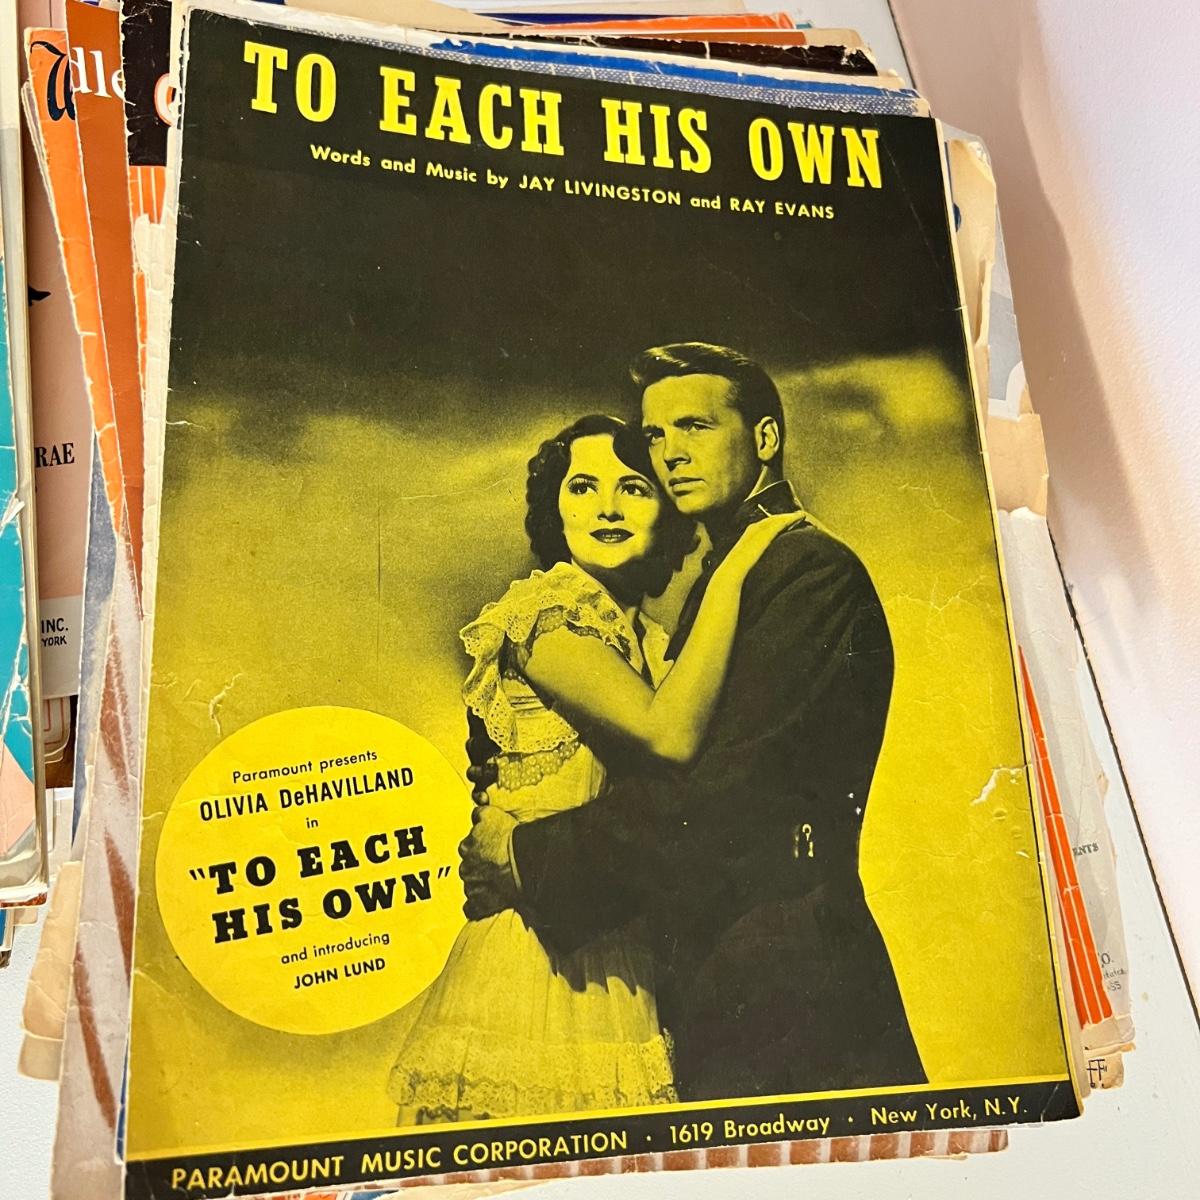 TO EACH HIS OWN
Words and Music by JAY LIVINGSTON and RAY EVANS
Paramount presents
OLIVIA DeHAVILLAND
in
"TO EACH
HIS OWN"
and introducing
JOHN LUND
PARAMOUNT MUSIC CORPORATION · 1619 Broadway · New York, N.Y.
dle
RAE
INC.
YORK